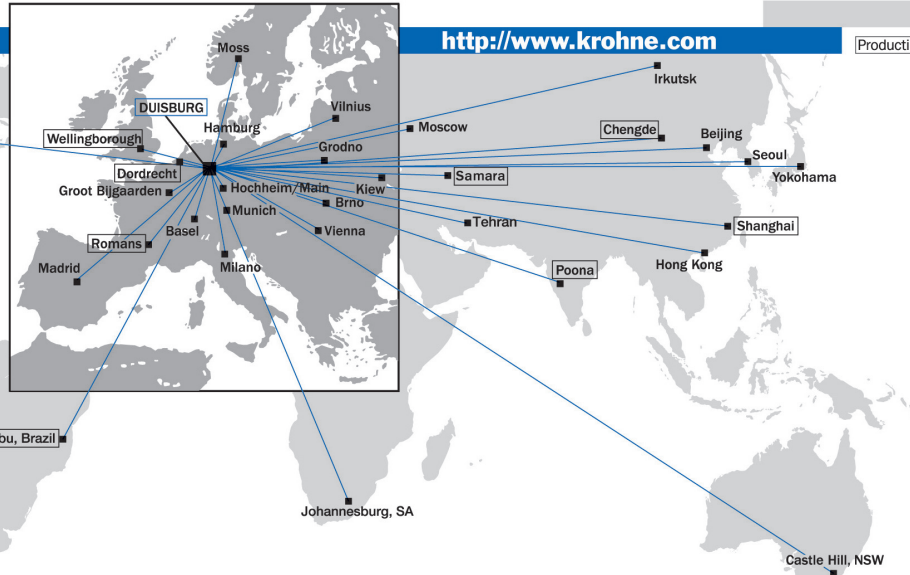 http://www.krohne.com
Producti
Moss
Irkutsk
DUISBURG
Vilnius
Hamburg
Moscow
Chengde
Beijing
Wellingborough
Grodno
Seoul
Dordrecht
Samara
Yokohama
Groot Bijgaarden
Hochheim/Main
Kiew
Brno
Munich
Tehran
Basel
Vienna
Shanghai
Romans
Madrid
Milano
Poona
Hong Kong
bu, Brazil
Johannesburg, SA
Castle Hill, NSW